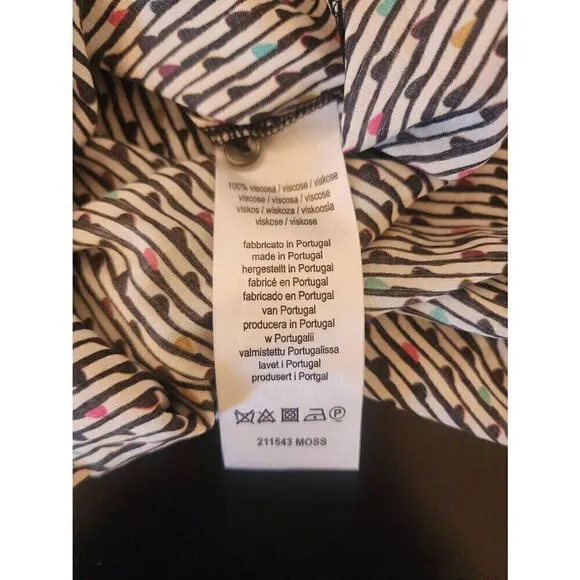 100% viscosa / viscose / viskose
viscose / viscosa / viscose
viskos / wiskoza / viskoosia
viskose / viskose
fabbricato in Portugal
made in Portugal
hergestellt in Portugal
fabricé en Portugal
fabricado en Portugal
van Portugal
producera in Portugal
w Portugalii
valmistettu Portugalissa
lavet i Portugal
produsert i Portgal
P
211543 MOSS